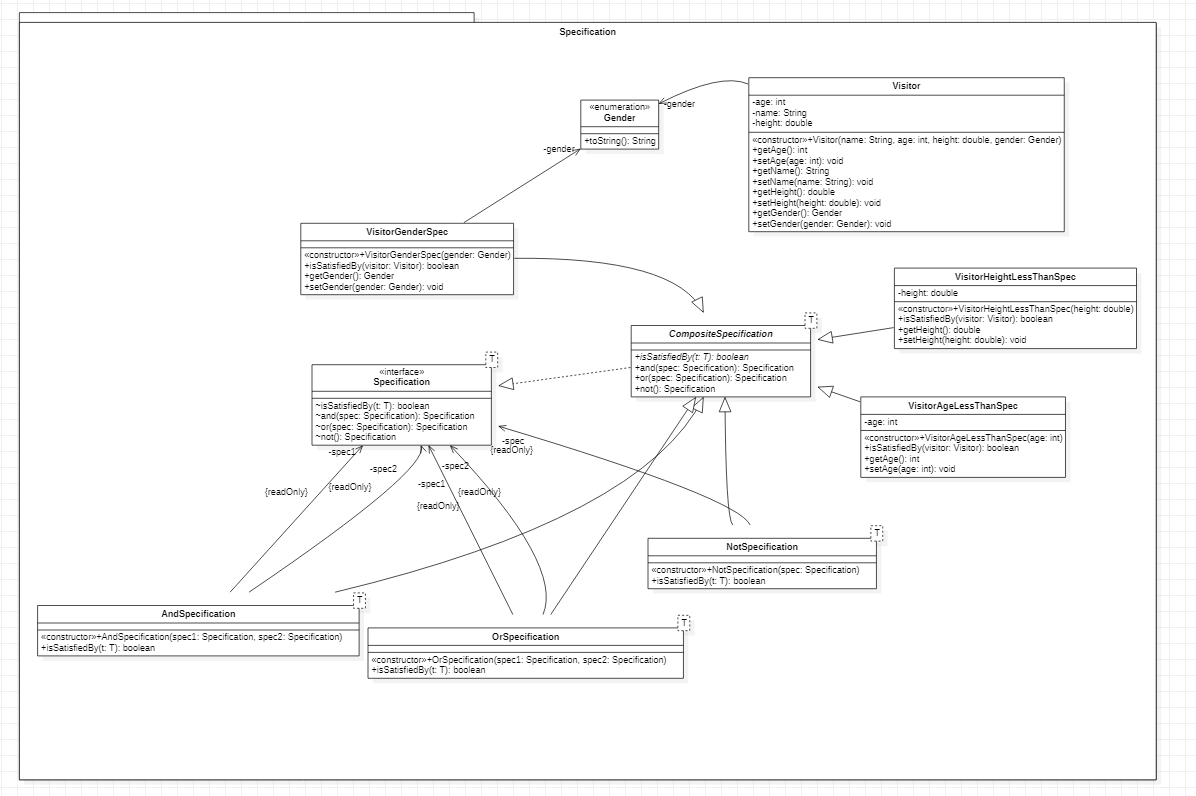 Specification
«enumeration»
Gender
+toString(): String
-gender
-gender
Visitor
-age: int
-name: String
-height: double
«constructor»+Visitor(name: String, age: int, height: double, gender: Gender)
+getAge(): int
+setAge(age: int): void
+getName(): String
+setName(name: String): void
+getHeight(): double
+setHeight(height: double): void
+getGender(): Gender
+setGender(gender: Gender): void
VisitorGenderSpec
«constructor»+VisitorGenderSpec(gender: Gender)
+isSatisfiedBy(visitor: Visitor): boolean
+getGender(): Gender
+setGender(gender: Gender): void
VisitorHeightLessThanSpec
-height: double
«constructor»+VisitorHeightLessThanSpec(height: double)
+isSatisfiedBy(visitor: Visitor): boolean
+getHeight(): double
+setHeight(height: double): void
T
CompositeSpecification
+isSatisfiedBy(t: T): boolean
+and(spec: Specification): Specification
+or(spec: Specification): Specification
+not(): Specification
T
«interface»
Specification
~isSatisfiedBy(t: T): boolean
~and(spec: Specification): Specification
~or(spec: Specification): Specification
~not(): Specification
VisitorAgeLessThanSpec
-age: int
«constructor»+VisitorAgeLessThanSpec(age: int)
+isSatisfiedBy(visitor: Visitor): boolean
+getAge(): int
+setAge(age: int): void
-spec
{readOnly}
-spec1
{readOnly}
-spec2
{readOnly}
-spec1
{readOnly}
-spec2
{readOnly}
T
NotSpecification
«constructor»+NotSpecification(spec: Specification)
+isSatisfiedBy(t: T): boolean
T
AndSpecification
«constructor»+AndSpecification(spec1: Specification, spec2: Specification)
+isSatisfiedBy(t: T): boolean
T
OrSpecification
«constructor»+OrSpecification(spec1: Specification, spec2: Specification)
+isSatisfiedBy(t: T): boolean